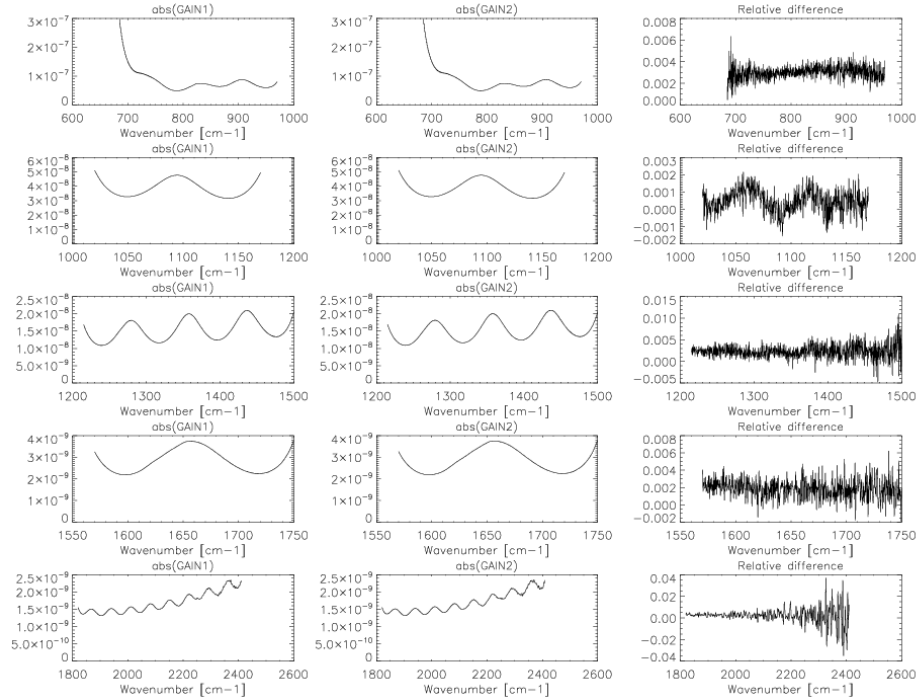 abs(GAIN1) abs(GAIN2) Relative difference
3×10⁻⁷ 3×10⁻⁷ 0.008
2×10⁻⁷ 2×10⁻⁷ 0.006
0.004
1×10⁻⁷ 1×10⁻⁷ 0.002
0 0 0.000
600 700 800 900 1000 600 700 800 900 1000 600 700 800 900 1000
Wavenumber [cm−1] Wavenumber [cm−1] Wavenumber [cm−1]
abs(GAIN1) abs(GAIN2) Relative difference
6×10⁻⁸ 6×10⁻⁸ 0.003
5×10⁻⁸ 5×10⁻⁸ 0.002
4×10⁻⁸ 4×10⁻⁸ 0.001
3×10⁻⁸ 3×10⁻⁸ 0.000
2×10⁻⁸ 2×10⁻⁸ −0.001
1×10⁻⁸ 1×10⁻⁸ −0.002
0 0
1000 1050 1100 1150 1200 1000 1050 1100 1150 1200 1000 1050 1100 1150 1200
Wavenumber [cm−1] Wavenumber [cm−1] Wavenumber [cm−1]
abs(GAIN1) abs(GAIN2) Relative difference
2.5×10⁻⁸ 2.5×10⁻⁸ 0.015
2.0×10⁻⁸ 2.0×10⁻⁸ 0.010
1.5×10⁻⁸ 1.5×10⁻⁸ 0.005
1.0×10⁻⁸ 1.0×10⁻⁸ 0.000
5.0×10⁻⁹ 5.0×10⁻⁹ −0.005
0 0
1200 1300 1400 1500 1200 1300 1400 1500 1200 1300 1400 1500
Wavenumber [cm−1] Wavenumber [cm−1] Wavenumber [cm−1]
abs(GAIN1) abs(GAIN2) Relative difference
4×10⁻⁹ 4×10⁻⁹ 0.008
3×10⁻⁹ 3×10⁻⁹ 0.006
2×10⁻⁹ 2×10⁻⁹ 0.004
1×10⁻⁹ 1×10⁻⁹ 0.002
0.000
0 0 −0.002
1550 1600 1650 1700 1750 1550 1600 1650 1700 1750 1550 1600 1650 1700 1750
Wavenumber [cm−1] Wavenumber [cm−1] Wavenumber [cm−1]
abs(GAIN1) abs(GAIN2) Relative difference
2.5×10⁻⁹ 2.5×10⁻⁹ 0.04
2.0×10⁻⁹ 2.0×10⁻⁹ 0.02
1.5×10⁻⁹ 1.5×10⁻⁹ 0.00
1.0×10⁻⁹ 1.0×10⁻⁹ −0.02
5.0×10⁻¹⁰ 5.0×10⁻¹⁰ −0.04
0 0
1800 2000 2200 2400 2600 1800 2000 2200 2400 2600 1800 2000 2200 2400 2600
Wavenumber [cm−1] Wavenumber [cm−1] Wavenumber [cm−1]